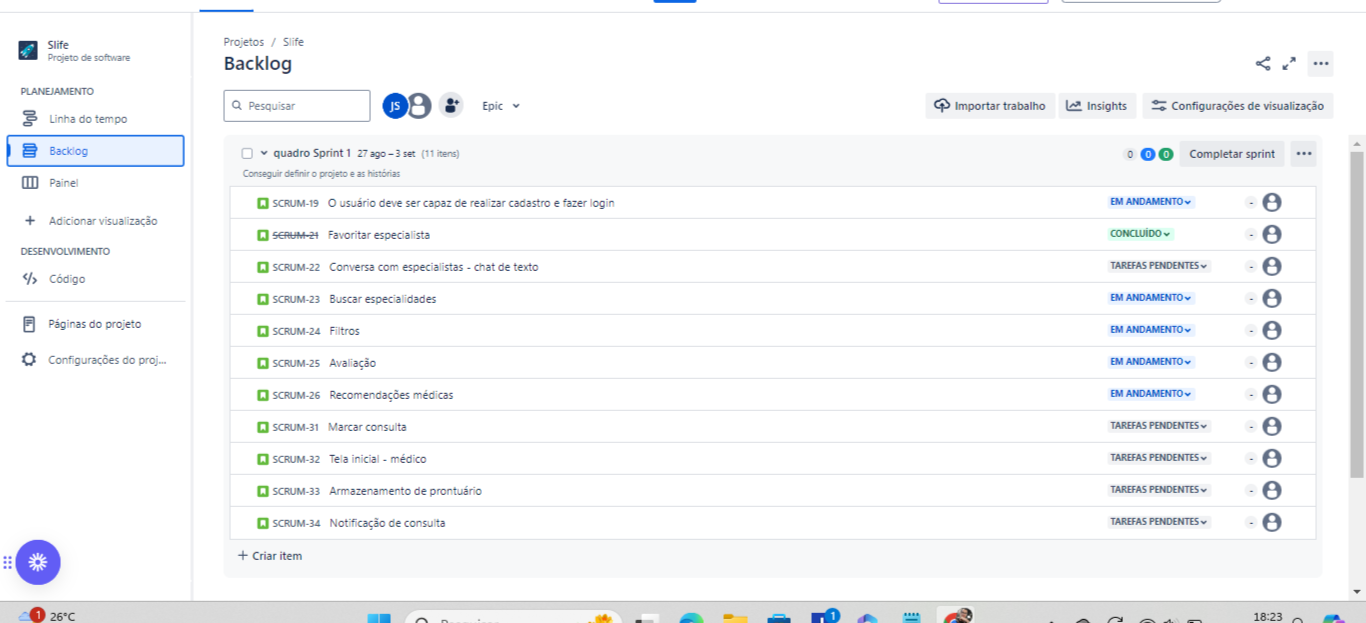 Slife
Projeto de software
PLANEJAMENTO
Linha do tempo
Backlog
Painel
Adicionar visualização
DESENVOLVIMENTO
Código
Páginas do projeto
Configurações do proj...
Projetos / Slife
Backlog
Pesquisar
JS
Epic
Importar trabalho
Insights
Configurações de visualização
quadro Sprint 1 27 ago – 3 set (11 itens)
0 0 0 Completar sprint
Conseguir definir o projeto e as histórias
SCRUM-19 O usuário deve ser capaz de realizar cadastro e fazer login EM ANDAMENTO -
SCRUM-21 Favoritar especialista CONCLUÍDO -
SCRUM-22 Conversa com especialistas - chat de texto TAREFAS PENDENTES -
SCRUM-23 Buscar especialidades EM ANDAMENTO -
SCRUM-24 Filtros EM ANDAMENTO -
SCRUM-25 Avaliação EM ANDAMENTO -
SCRUM-26 Recomendações médicas EM ANDAMENTO -
SCRUM-31 Marcar consulta TAREFAS PENDENTES -
SCRUM-32 Tela inicial - médico TAREFAS PENDENTES -
SCRUM-33 Armazenamento de prontuário TAREFAS PENDENTES -
SCRUM-34 Notificação de consulta TAREFAS PENDENTES -
+ Criar item
1
26°C
1
18:23